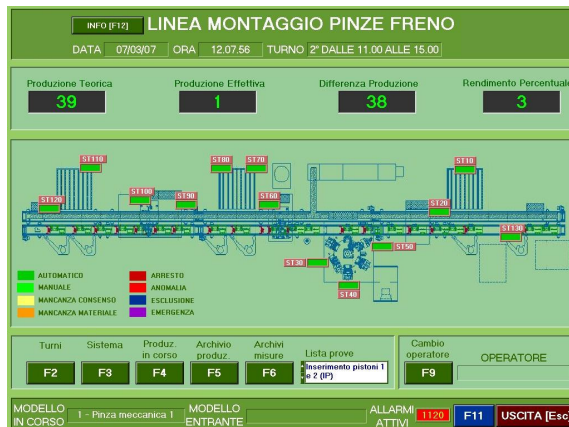 INFO [F12]
LINEA MONTAGGIO PINZE FRENO
DATA 07/03/07 ORA 12.07.56 TURNO 2° DALLE 11.00 ALLE 15.00
Produzione Teorica
Produzione Effettiva
Differenza Produzione
Rendimento Percentuale
39
1
38
3
ST110
ST80
ST70
ST10
ST120
ST100
ST90
ST60
ST20
ST130
ST50
ST30
ST40
AUTOMATICO
MANUALE
MANCANZA CONSENSO
MANCANZA MATERIALE
ARRESTO
ANOMALIA
ESCLUSIONE
EMERGENZA
Turni
F2
Sistema
F3
Produz. in corso
F4
Archivio produz.
F5
Archivi misure
F6
Lista prove
Inserimento pistoni 1
e 2 (IP)
Cambio operatore
F9
OPERATORE
MODELLO IN CORSO
1 - Pinza meccanica 1
MODELLO ENTRANTE
ALLARMI ATTIVI
1120
F11
USCITA [Esc]